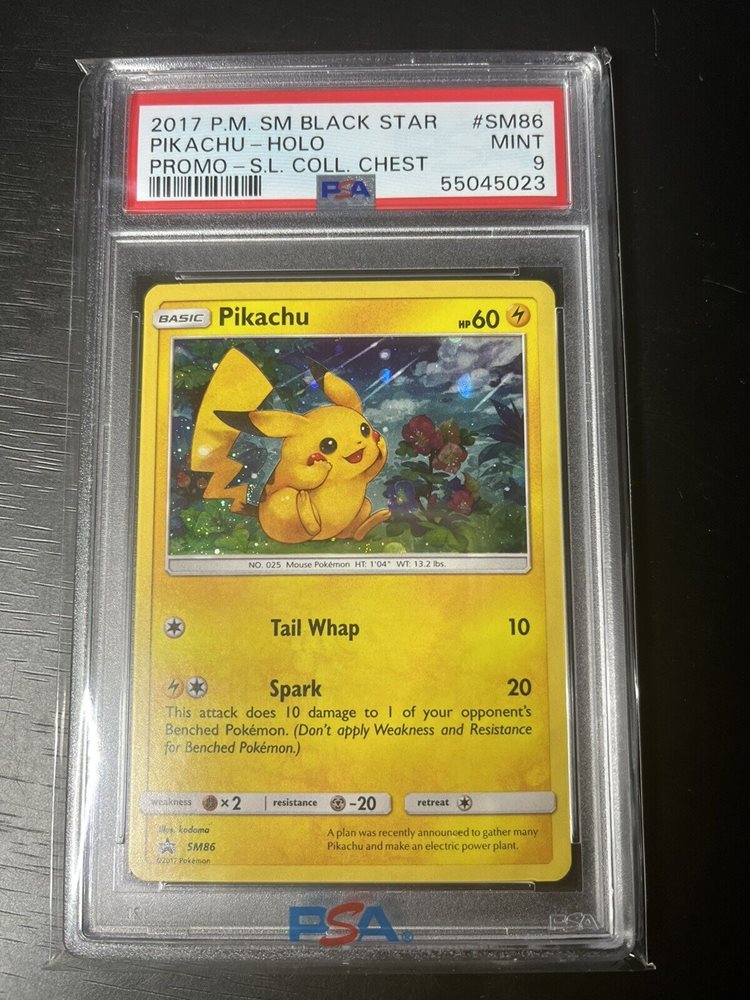 2017 P.M. SM BLACK STAR #SM86
PIKACHU-HOLO MINT
PROMO-S.L. COLL. CHEST 9
PSA 55045023
BASIC Pikachu HP60
NO. 025 Mouse Pokémon HT: 1'04" WT: 13.2 lbs.
Tail Whap 10
Spark 20
This attack does 10 damage to 1 of your opponent's
Benched Pokémon. (Don't apply Weakness and Resistance
for Benched Pokémon.)
weakness ×2 resistance -20 retreat
Illus. kodama
SM86
©2017 Pokémon
A plan was recently announced to gather many
Pikachu and make an electric power plant.
PSA®
PSA